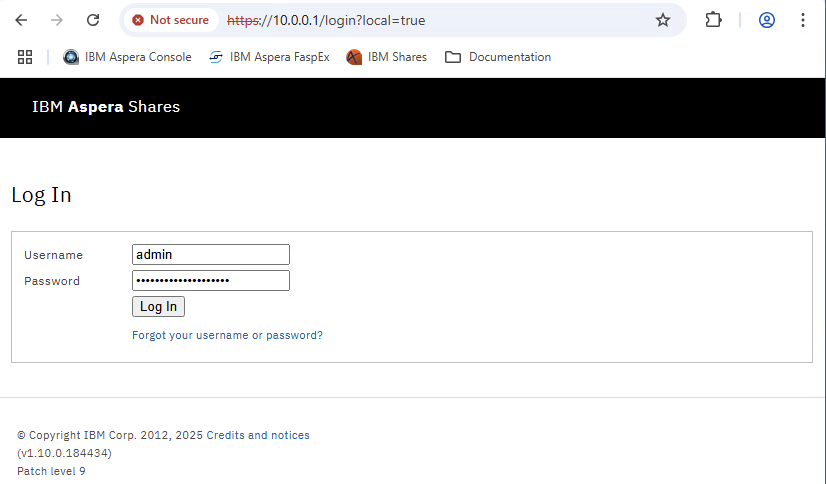 Not secure https://10.0.0.1/login?local=true
IBM Aspera Console IBM Aspera FaspEx IBM Shares Documentation
IBM Aspera Shares
Log In
Username admin
Password ••••••••••••••••••••
Log In
Forgot your username or password?
© Copyright IBM Corp. 2012, 2025 Credits and notices
(v1.10.0.184434)
Patch level 9